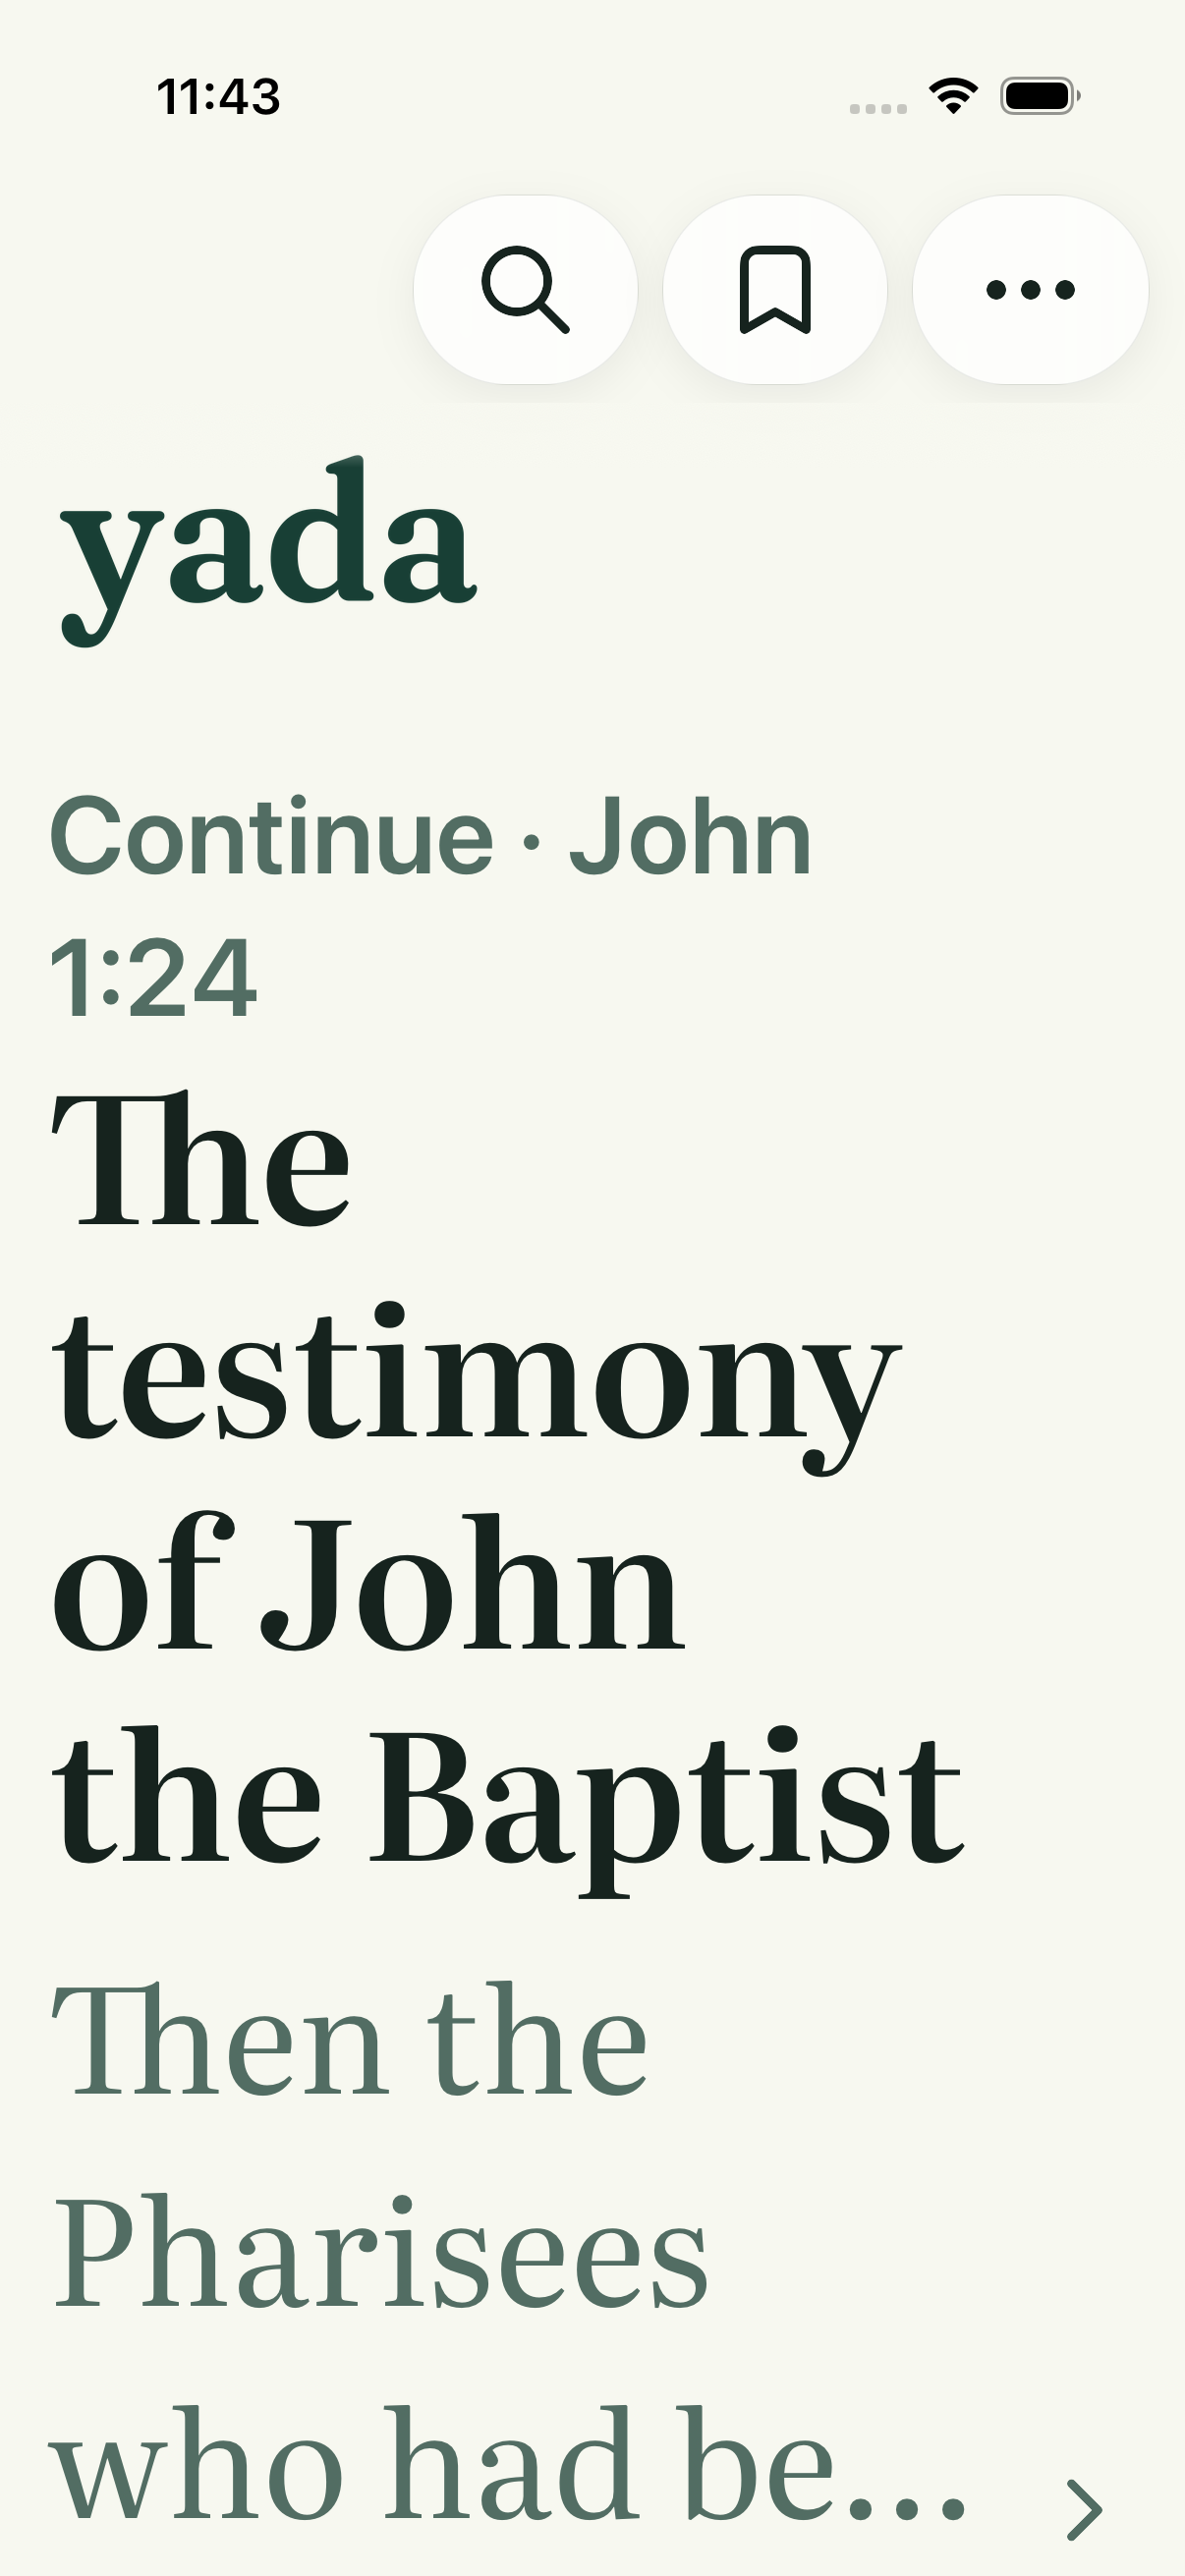 11:43
yada
Continue · John
1:24
The
testimony
of John
the Baptist
Then the
Pharisees
who had be...